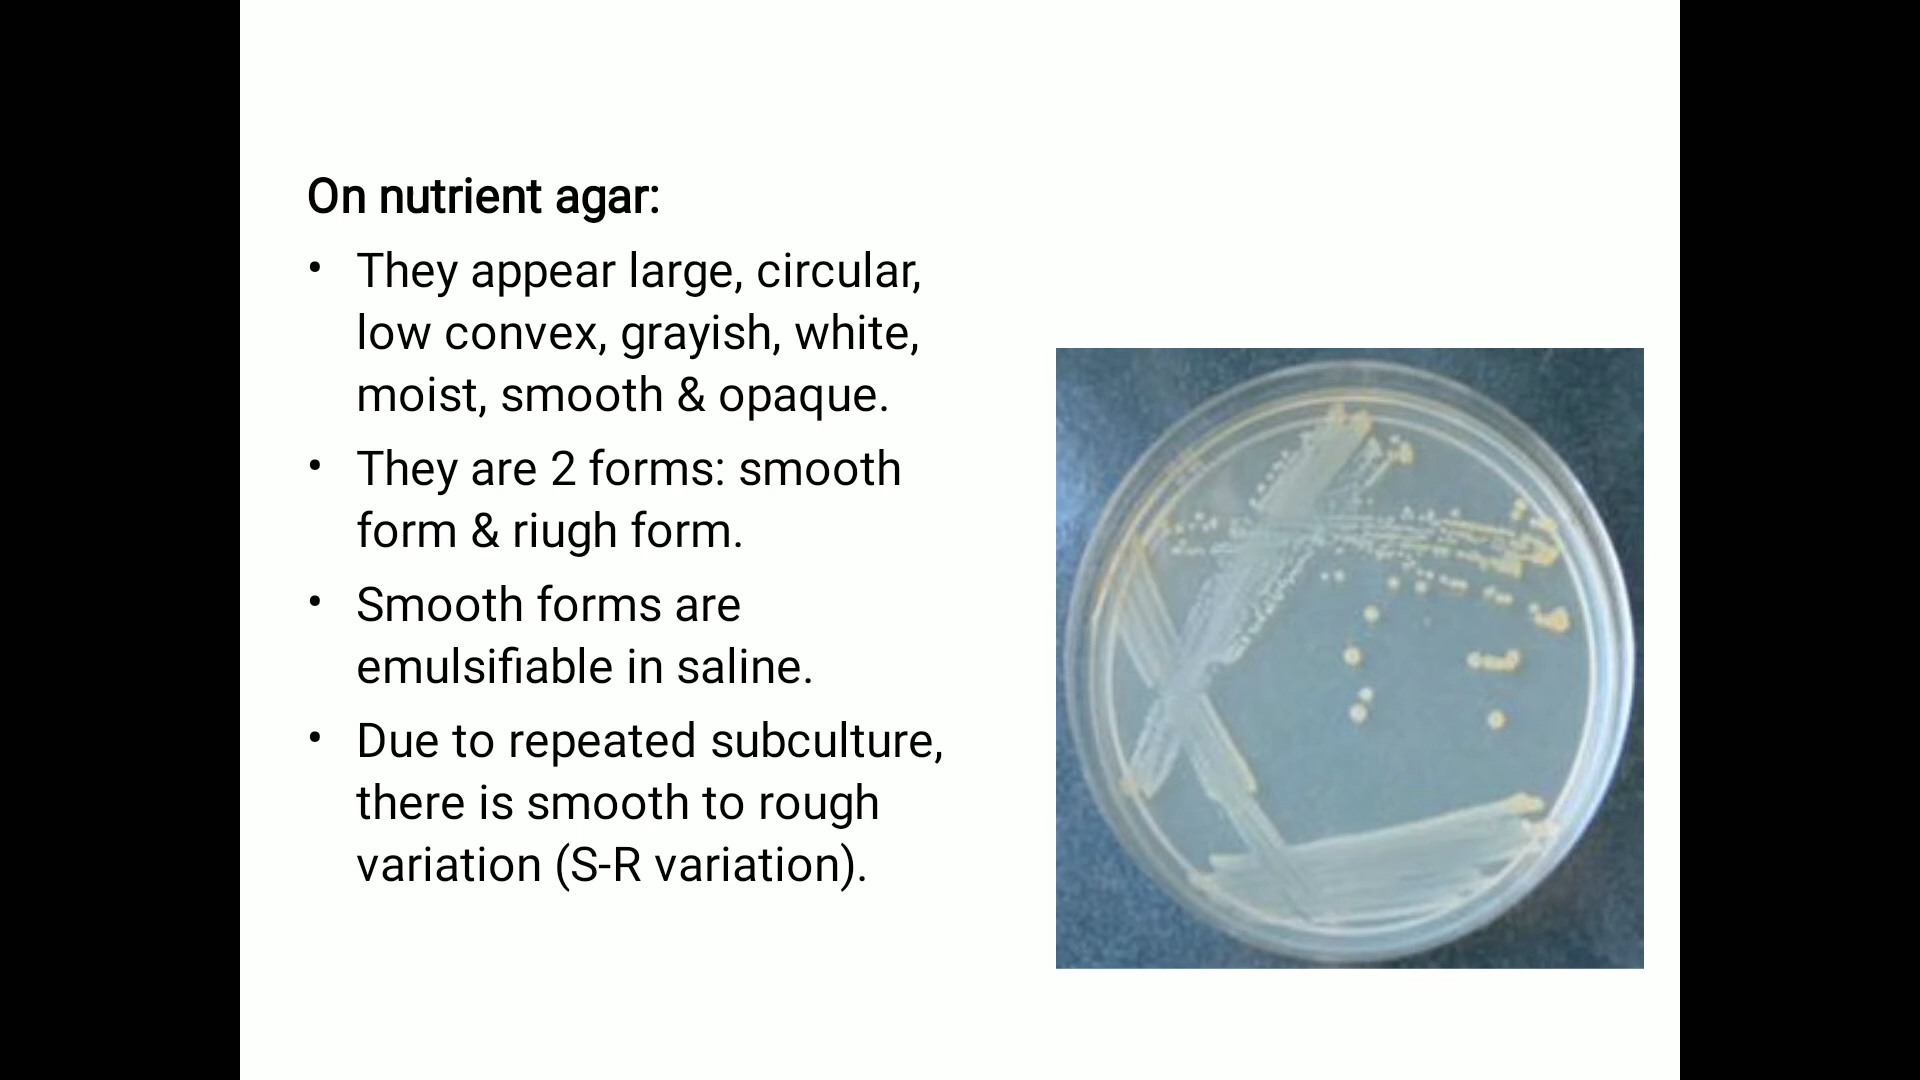 On nutrient agar:
• They appear large, circular,
low convex, grayish, white,
moist, smooth & opaque.
• They are 2 forms: smooth
form & riugh form.
• Smooth forms are
emulsifiable in saline.
• Due to repeated subculture,
there is smooth to rough
variation (S-R variation).